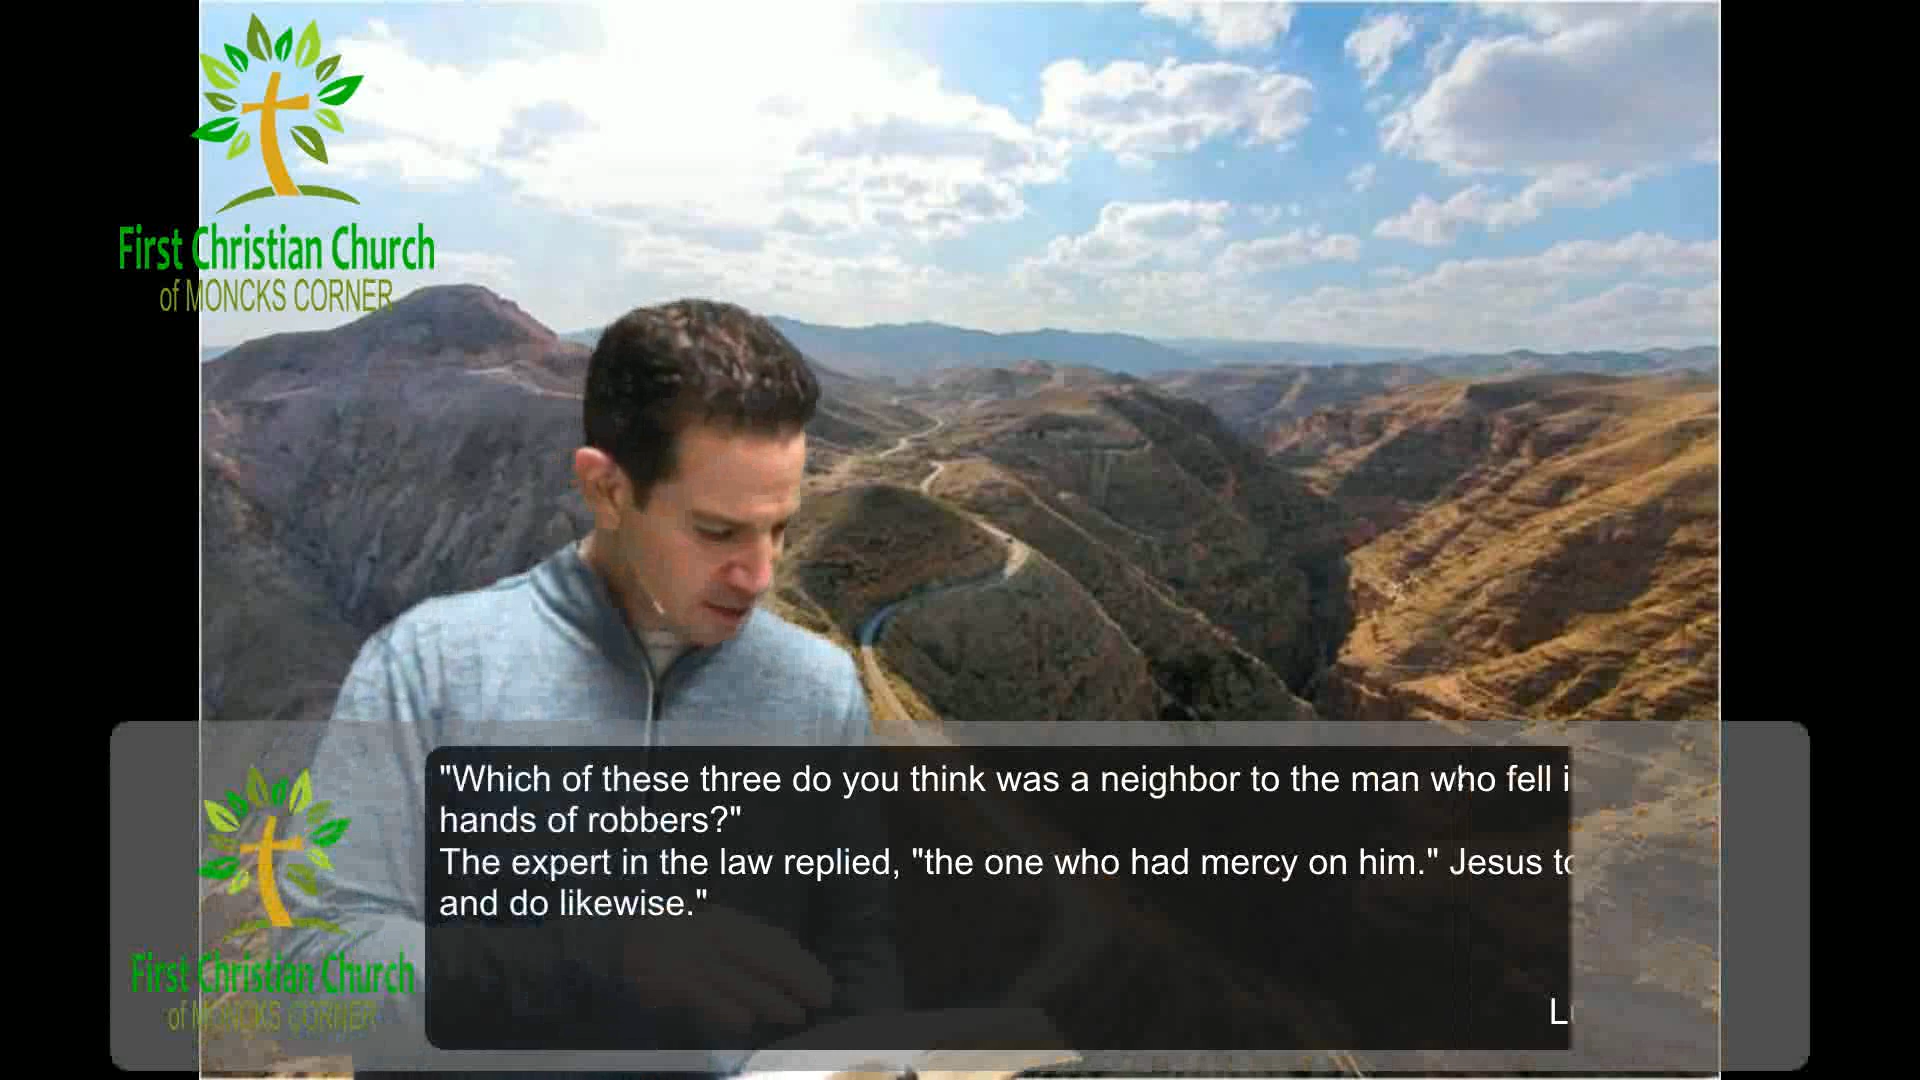 First Christian Church
of MONCKS CORNER
"Which of these three do you think was a neighbor to the man who fell i
hands of robbers?"
The expert in the law replied, "the one who had mercy on him." Jesus
and do likewise."
First Christian Church
of MONCKS CORNER